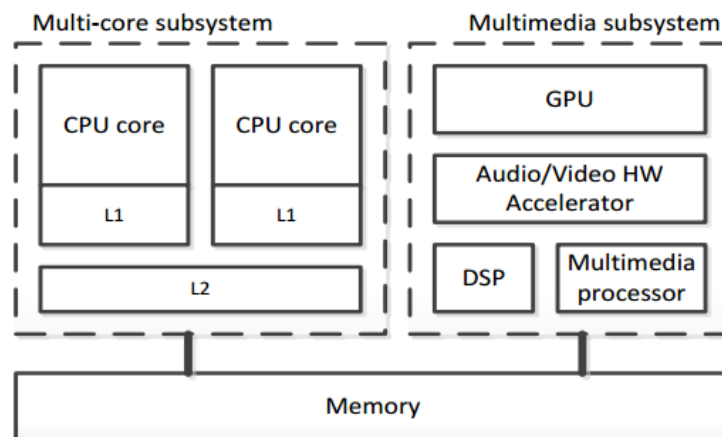 Multi-core subsystem
Multimedia subsystem
CPU core
CPU core
L1
L1
L2
GPU
Audio/Video HW
Accelerator
DSP
Multimedia
processor
Memory